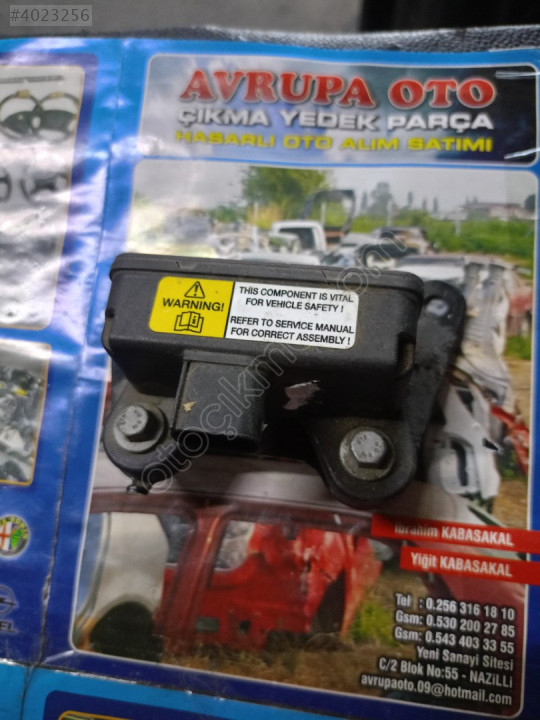 #4023256
AVRUPA OTO
ÇIKMA YEDEK PARÇA
HASARLI OTO ALIM SATIMI
WARNING!
THIS COMPONENT IS VITAL
FOR VEHICLE SAFETY !
REFER TO SERVICE MANUAL
FOR CORRECT ASSEMBLY !
İbrahim KABASAKAL
Yiğit KABASAKAL
Tel : 0.256 316 18 10
Gsm: 0.530 200 27 85
Gsm: 0.543 403 33 55
Yeni Sanayi Sitesi
C/2 Blok No:55 - NAZiLLi
avrupaoto.09@hotmail.com